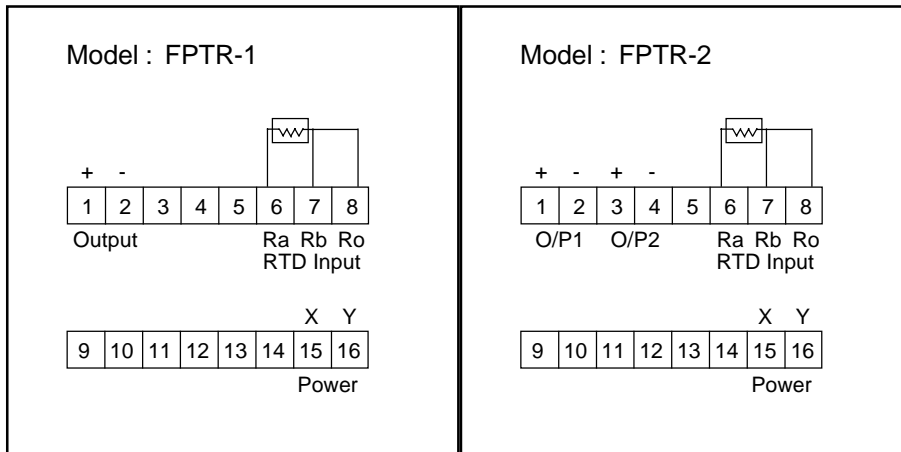 Model : FPTR-1
+ -
1 2 3 4 5 6 7 8
Output Ra Rb Ro
RTD Input
X Y
9 10 11 12 13 14 15 16
Power
Model : FPTR-2
+ - + -
1 2 3 4 5 6 7 8
O/P1 O/P2 Ra Rb Ro
RTD Input
X Y
9 10 11 12 13 14 15 16
Power